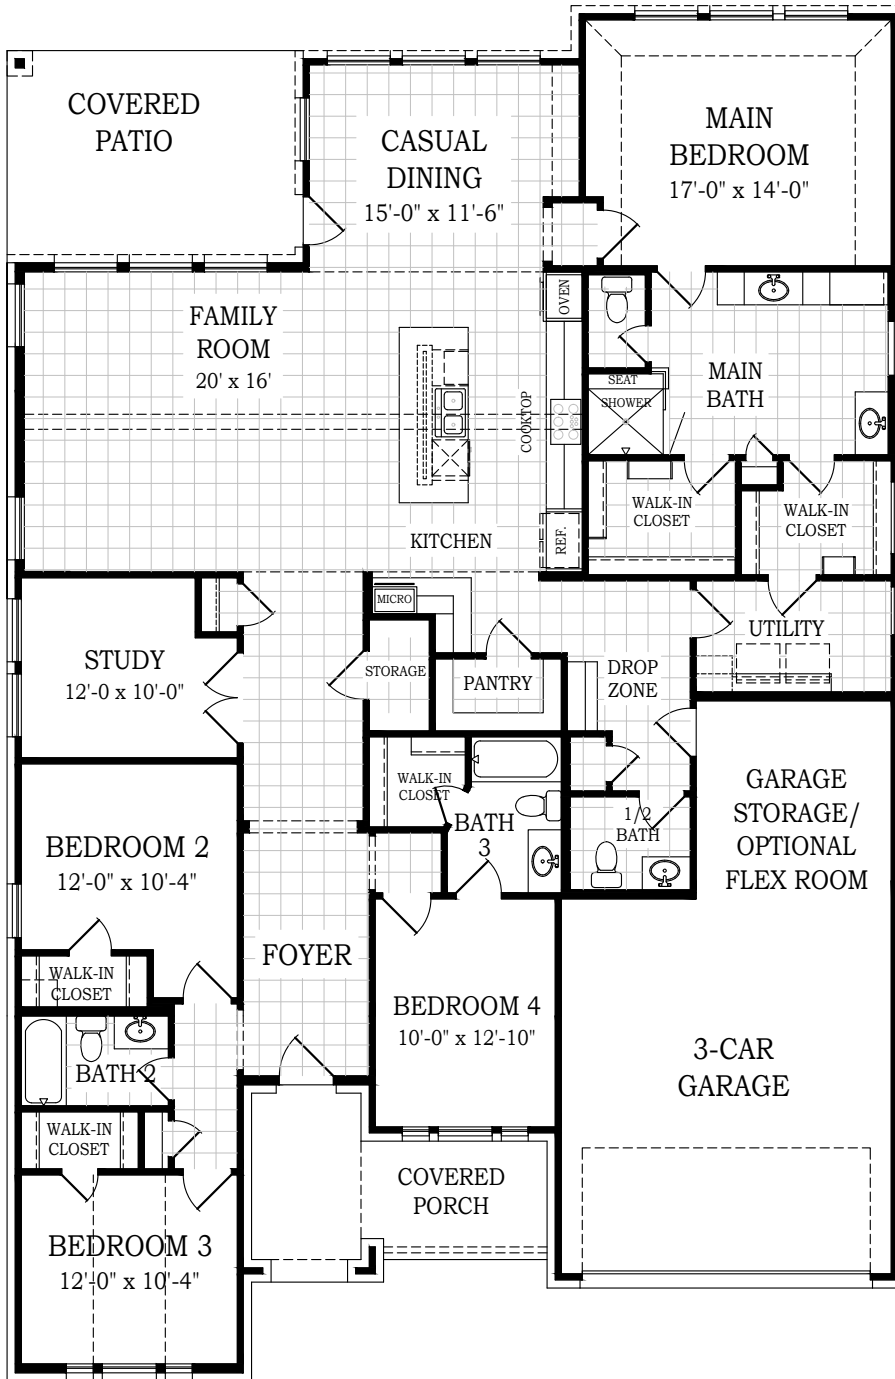 COVERED
PATIO
CASUAL
DINING
15'-0" x 11'-6"
MAIN
BEDROOM
17'-0" x 14'-0"
FAMILY
ROOM
20' x 16'
OVEN
COOKTOP
REF.
KITCHEN
SEAT
SHOWER
MAIN
BATH
WALK-IN
CLOSET
WALK-IN
CLOSET
MICRO
STUDY
12'-0 x 10'-0"
STORAGE
PANTRY
DROP
ZONE
UTILITY
WALK-IN
CLOSET
BATH
3
1/2
BATH
GARAGE
STORAGE/
OPTIONAL
FLEX ROOM
BEDROOM 2
12'-0" x 10'-4"
WALK-IN
CLOSET
FOYER
BEDROOM 4
10'-0" x 12'-10"
BATH 2
3-CAR
GARAGE
WALK-IN
CLOSET
COVERED
PORCH
BEDROOM 3
12'-0" x 10'-4"